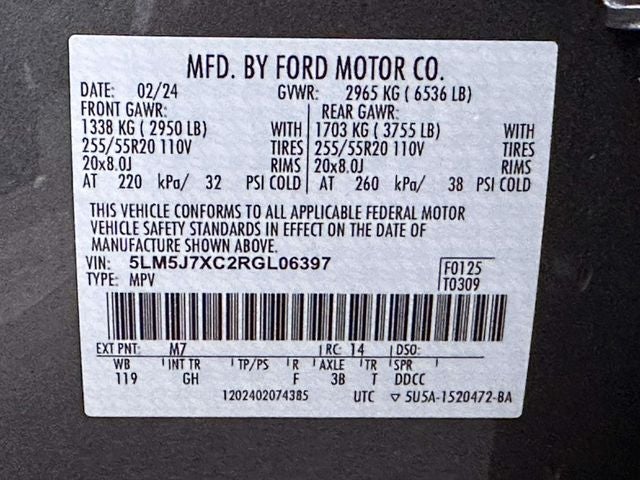 MFD. BY FORD MOTOR CO.
DATE: 02/24 GVWR: 2965 KG ( 6536 LB)
FRONT GAWR: REAR GAWR:
1338 KG ( 2950 LB) WITH 1703 KG ( 3755 LB) WITH
255/55R20 110V TIRES 255/55R20 110V TIRES
20x8.0J RIMS 20x8.0J RIMS
AT 220 kPa/ 32 PSI COLD AT 260 kPa/ 38 PSI COLD
THIS VEHICLE CONFORMS TO ALL APPLICABLE FEDERAL MOTOR
VEHICLE SAFETY STANDARDS IN EFFECT ON THE DATE OF
MANUFACTURE SHOWN ABOVE.
VIN: 5LM5J7XC2RGL06397 F0125
TYPE: MPV T0309
EXT PNT: M7 RC: 14 DSO:
WB INT TR TP/PS R AXLE TR SPR
119 GH F 3B T DDCC
1202402074385 UTC ▽ 5U5A-1520472-BA